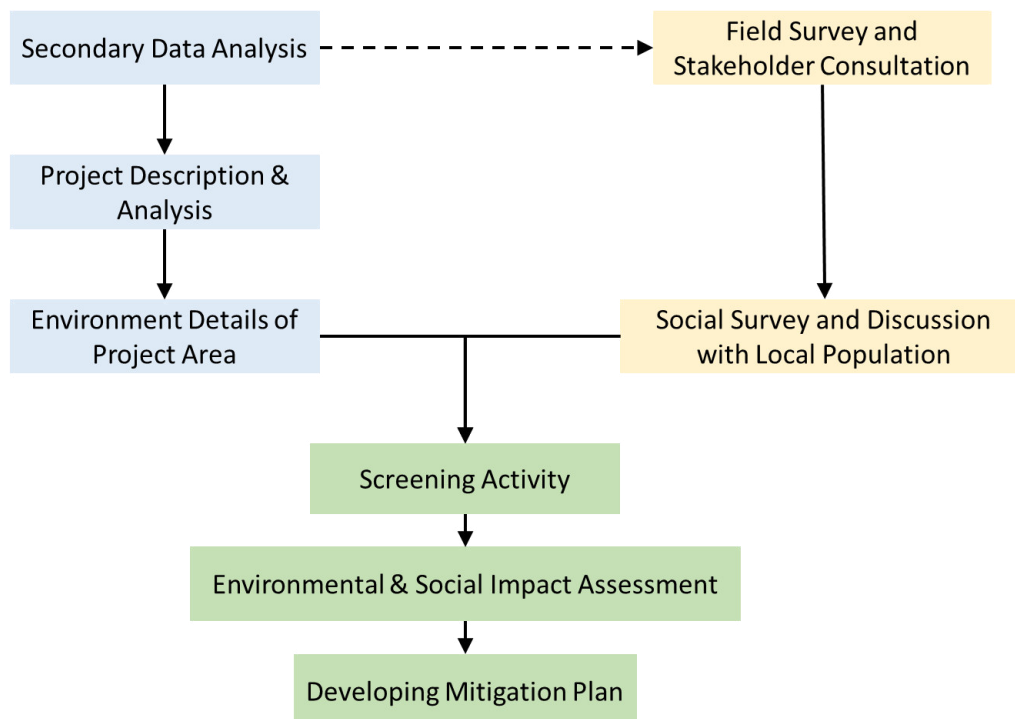 Secondary Data Analysis
Field Survey and
Stakeholder Consultation
Project Description &
Analysis
Environment Details of
Project Area
Social Survey and Discussion
with Local Population
Screening Activity
Environmental & Social Impact Assessment
Developing Mitigation Plan